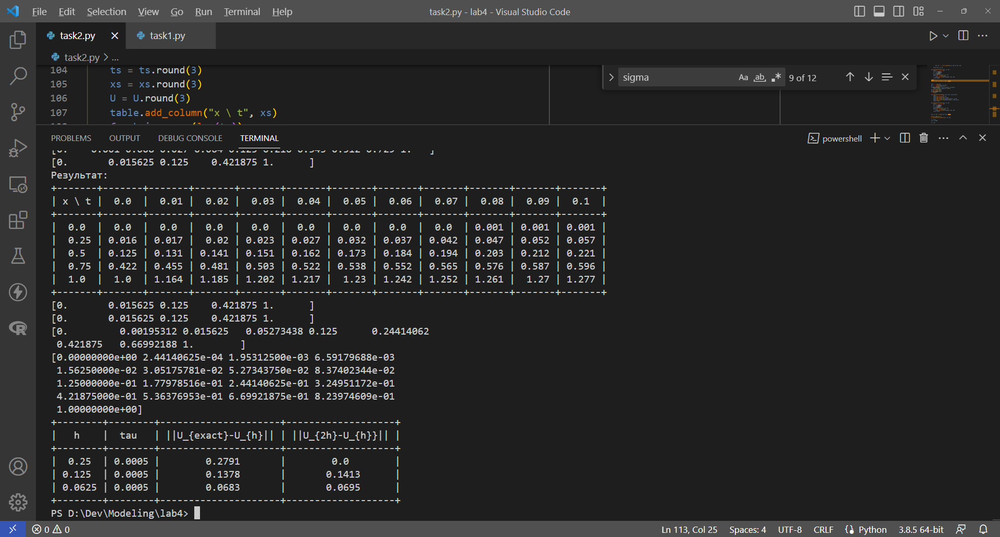 File Edit Selection View Go Run Terminal Help
task2.py - lab4 - Visual Studio Code
task2.py task1.py
task2.py > ...
104 ts = ts.round(3)
105 xs = xs.round(3)
106 U = U.round(3)
107 table.add_column("x \ t", xs)
sigma Aa ab .* 9 of 12
PROBLEMS OUTPUT DEBUG CONSOLE TERMINAL
powershell
[0. 0.015625 0.125 0.421875 1. ]
Результат:
+-------+-------+-------+-------+-------+-------+-------+-------+-------+-------+-------+-------+
| x \ t | 0.0 | 0.01 | 0.02 | 0.03 | 0.04 | 0.05 | 0.06 | 0.07 | 0.08 | 0.09 | 0.1 |
+-------+-------+-------+-------+-------+-------+-------+-------+-------+-------+-------+-------+
| 0.0 | 0.0 | 0.0 | 0.0 | 0.0 | 0.0 | 0.0 | 0.0 | 0.0 | 0.001 | 0.001 | 0.001 |
| 0.25 | 0.016 | 0.017 | 0.02 | 0.023 | 0.027 | 0.032 | 0.037 | 0.042 | 0.047 | 0.052 | 0.057 |
| 0.5 | 0.125 | 0.131 | 0.141 | 0.151 | 0.162 | 0.173 | 0.184 | 0.194 | 0.203 | 0.212 | 0.221 |
| 0.75 | 0.422 | 0.455 | 0.481 | 0.503 | 0.522 | 0.538 | 0.552 | 0.565 | 0.576 | 0.587 | 0.596 |
| 1.0 | 1.0 | 1.164 | 1.185 | 1.202 | 1.217 | 1.23 | 1.242 | 1.252 | 1.261 | 1.27 | 1.277 |
+-------+-------+-------+-------+-------+-------+-------+-------+-------+-------+-------+-------+
[0. 0.015625 0.125 0.421875 1. ]
[0. 0.015625 0.125 0.421875 1. ]
[0. 0.00195312 0.015625 0.05273438 0.125 0.24414062
0.421875 0.66992188 1. ]
[0.00000000e+00 2.44140625e-04 1.95312500e-03 6.59179688e-03
1.56250000e-02 3.05175781e-02 5.27343750e-02 8.37402344e-02
1.25000000e-01 1.77978516e-01 2.44140625e-01 3.24951172e-01
4.21875000e-01 5.36376953e-01 6.69921875e-01 8.23974609e-01
1.00000000e+00]
+--------+--------+---------------------+--------------------+
| h | tau | ||U_{exact}-U_{h}|| | ||U_{2h}-U_{h}}|| |
+--------+--------+---------------------+--------------------+
| 0.25 | 0.0005 | 0.2791 | 0.0 |
| 0.125 | 0.0005 | 0.1378 | 0.1413 |
| 0.0625 | 0.0005 | 0.0683 | 0.0695 |
+--------+--------+---------------------+--------------------+
PS D:\Dev\Modeling\lab4>
0 0 Ln 113, Col 25 Spaces: 4 UTF-8 CRLF Python 3.8.5 64-bit